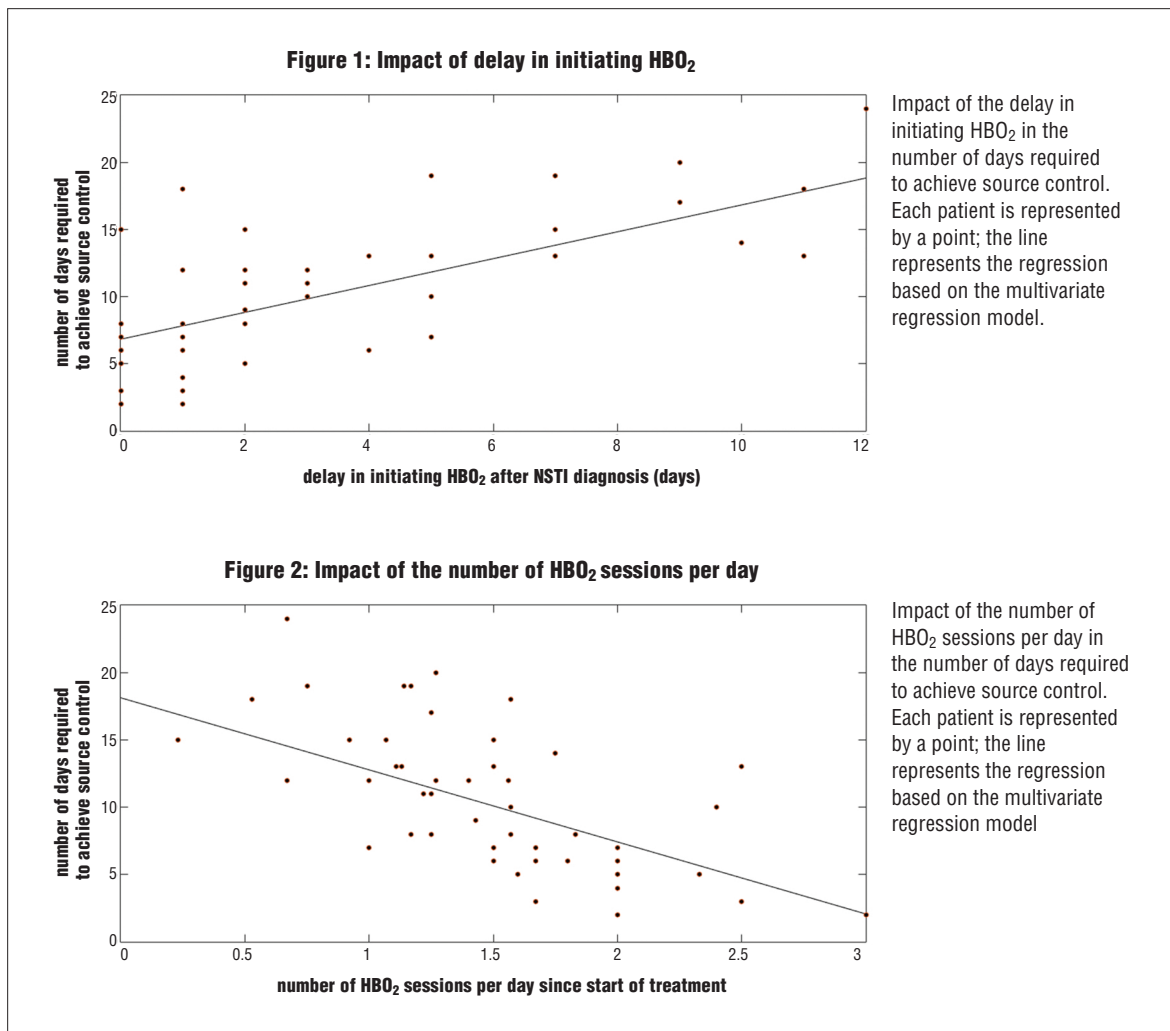 Figure 1: Impact of delay in initiating HBO₂
25
20
15
10
5
0
number of days required
to achieve source control
0 2 4 6 8 10 12
delay in initiating HBO₂ after NSTI diagnosis (days)
Impact of the delay in
initiating HBO₂ in the
number of days required
to achieve source control.
Each patient is represented
by a point; the line
represents the regression
based on the multivariate
regression model.
Figure 2: Impact of the number of HBO₂ sessions per day
25
20
15
10
5
0
number of days required
to achieve source control
0 0.5 1 1.5 2 2.5 3
number of HBO₂ sessions per day since start of treatment
Impact of the number of
HBO₂ sessions per day in
the number of days required
to achieve source control.
Each patient is represented
by a point; the line
represents the regression
based on the multivariate
regression model